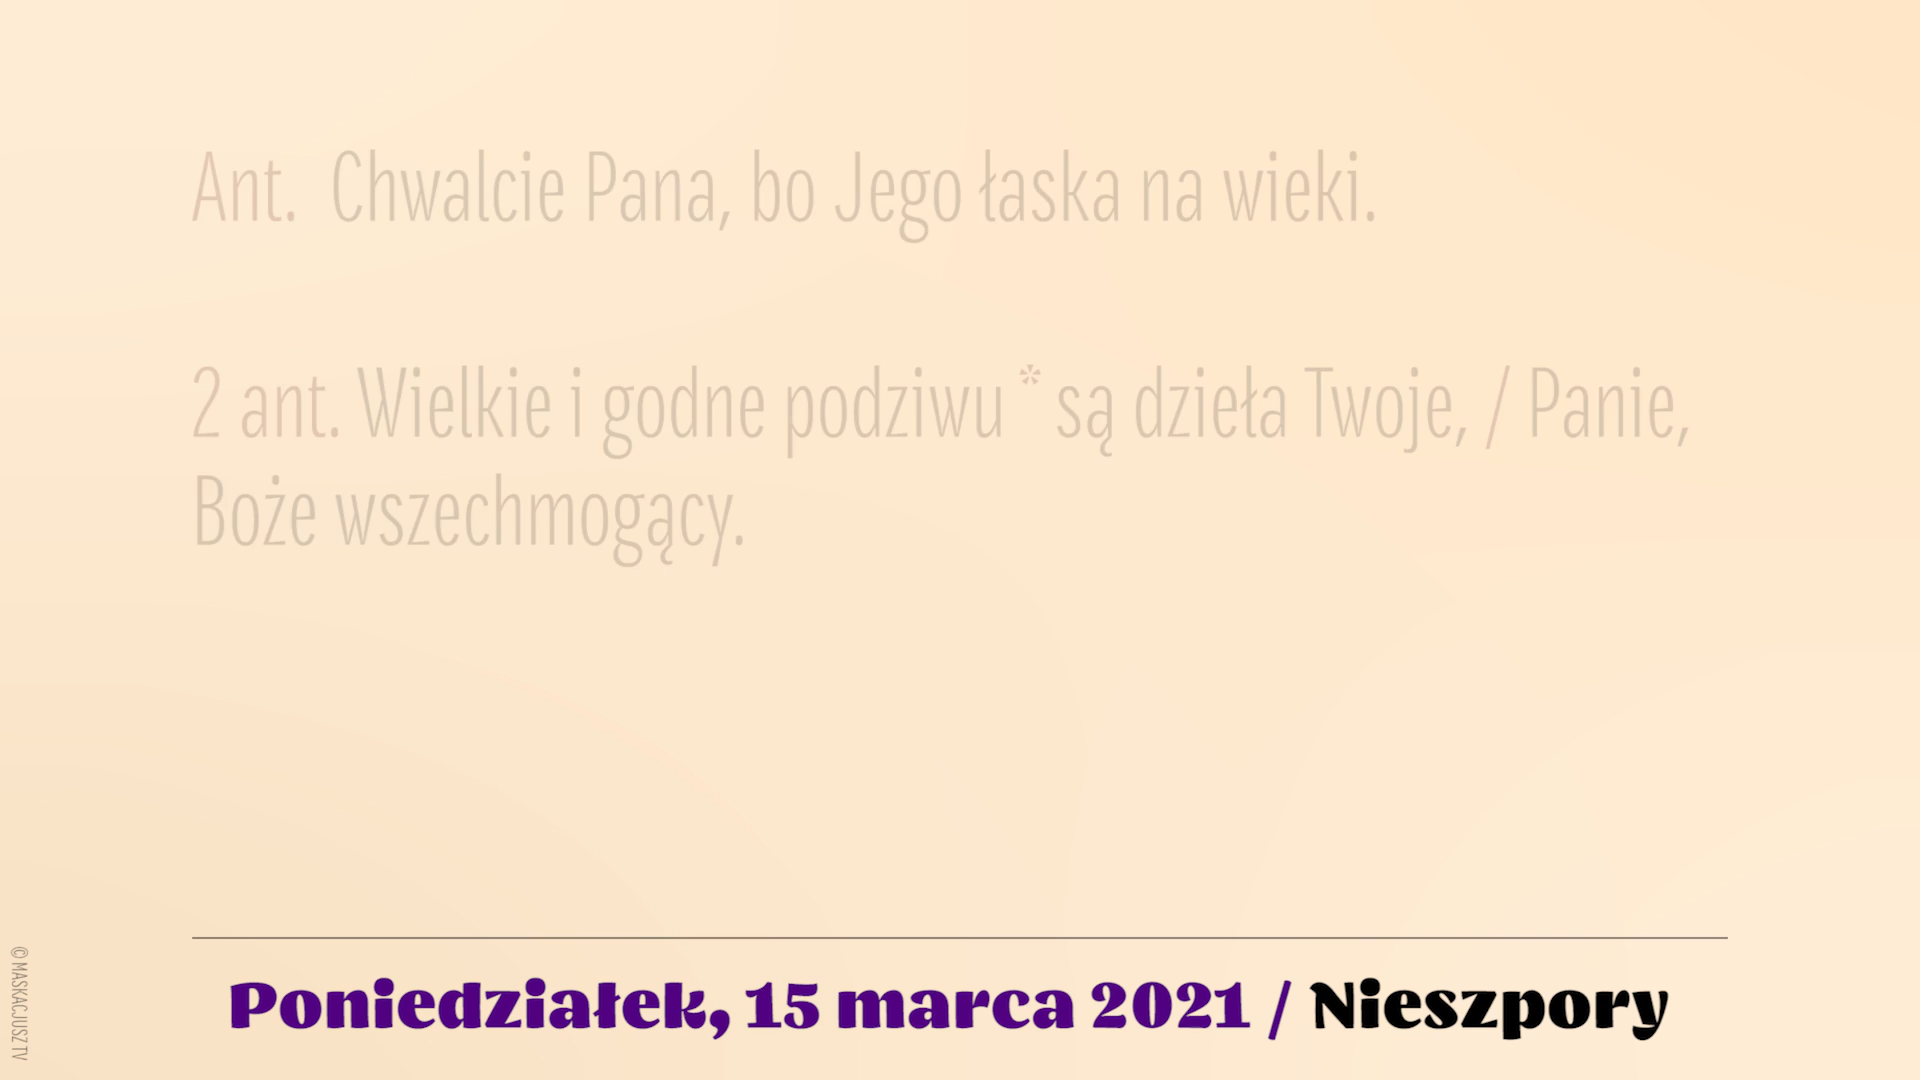 Ant. Chwalcie Pana, bo Jego łaska na wieki.
2 ant. Wielkie i godne podziwu * są dzieła Twoje, / Panie,
Boże wszechmogący.
Poniedziałek, 15 marca 2021 / Nieszpory
© MASKACJUSZ TV